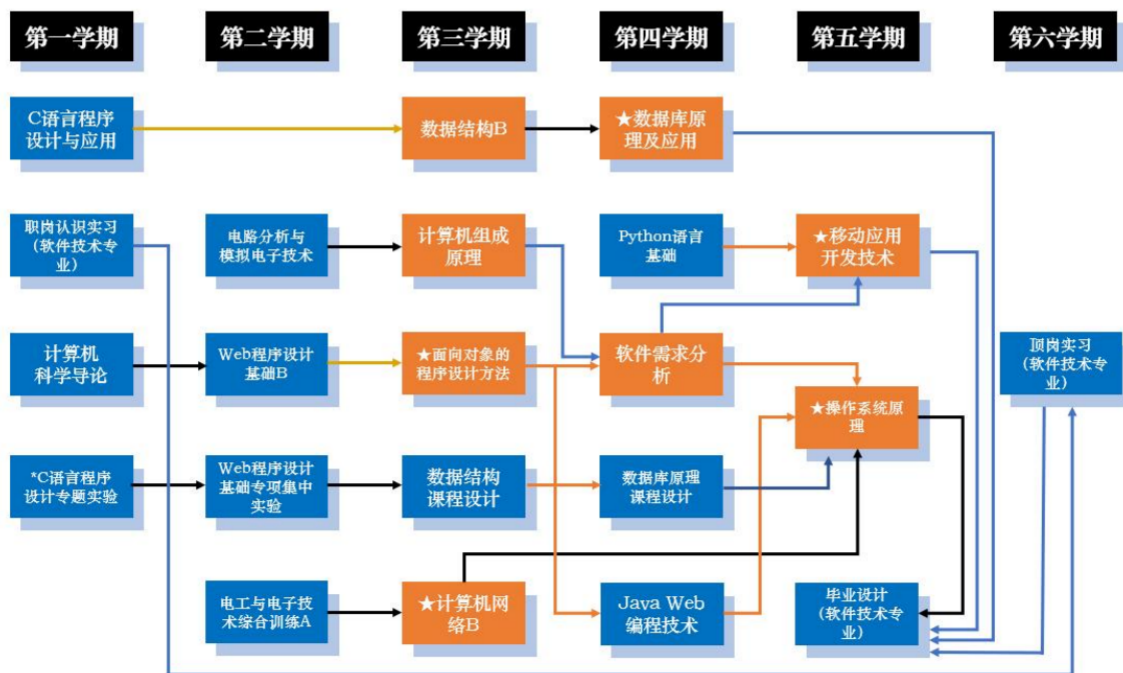 第一学期
第二学期
第三学期
第四学期
第五学期
第六学期
C语言程序
设计与应用
数据结构B
★数据库原
理及应用
职岗认识实习
（软件技术专
业）
电路分析与
模拟电子技术
计算机组成
原理
Python语言
基础
★移动应用
开发技术
计算机
科学导论
Web程序设计
基础B
★面向对象的
程序设计方法
软件需求分
析
★操作系统原
理
顶岗实习
（软件技术专
业）
*C语言程序
设计专题实验
Web程序设计
基础专项集中
实验
数据结构
课程设计
数据库原理
课程设计
电工与电子技
术综合训练A
★计算机网
络B
Java Web
编程技术
毕业设计
（软件技术专
业）